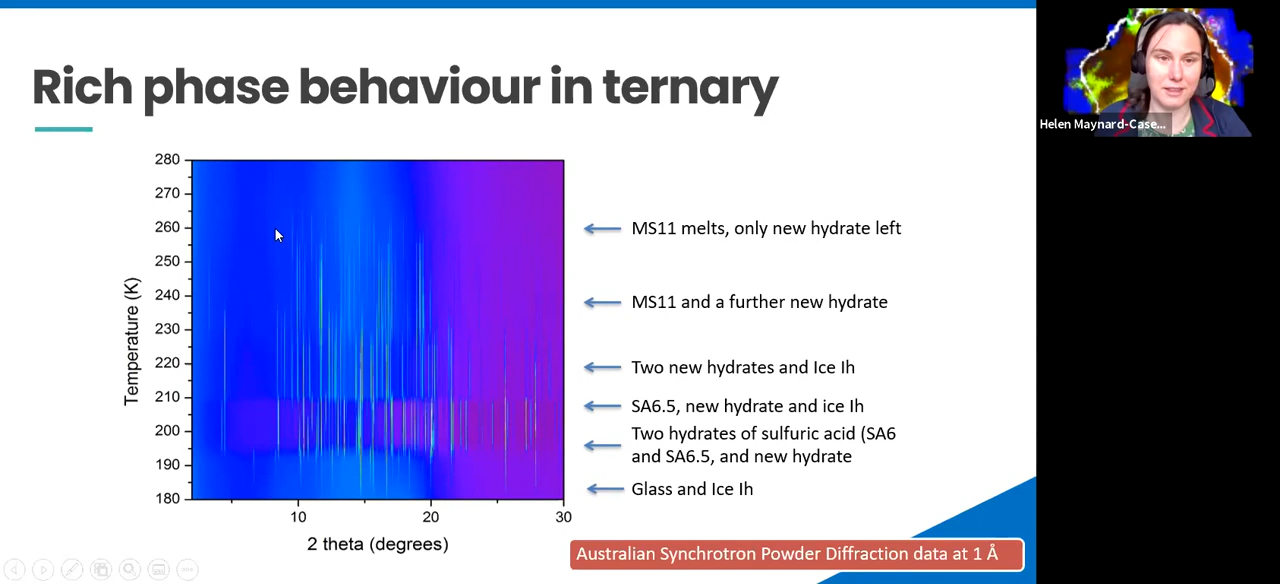 Rich phase behaviour in ternary
Helen Maynard-Case...
280
270
260
250
240
230
220
210
200
190
180
Temperature (K)
10
20
30
2 theta (degrees)
MS11 melts, only new hydrate left
MS11 and a further new hydrate
Two new hydrates and Ice Ih
SA6.5, new hydrate and ice Ih
Two hydrates of sulfuric acid (SA6
and SA6.5, and new hydrate
Glass and Ice Ih
Australian Synchrotron Powder Diffraction data at 1 Å